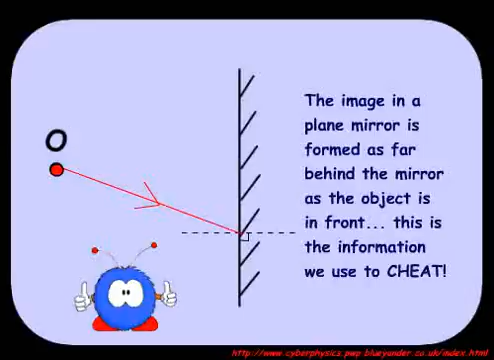 O
The image in a
plane mirror is
formed as far
behind the mirror
as the object is
in front... this is
the information
we use to CHEAT!
http://www.cyberphysics.pwp.blueyonder.co.uk/index.html